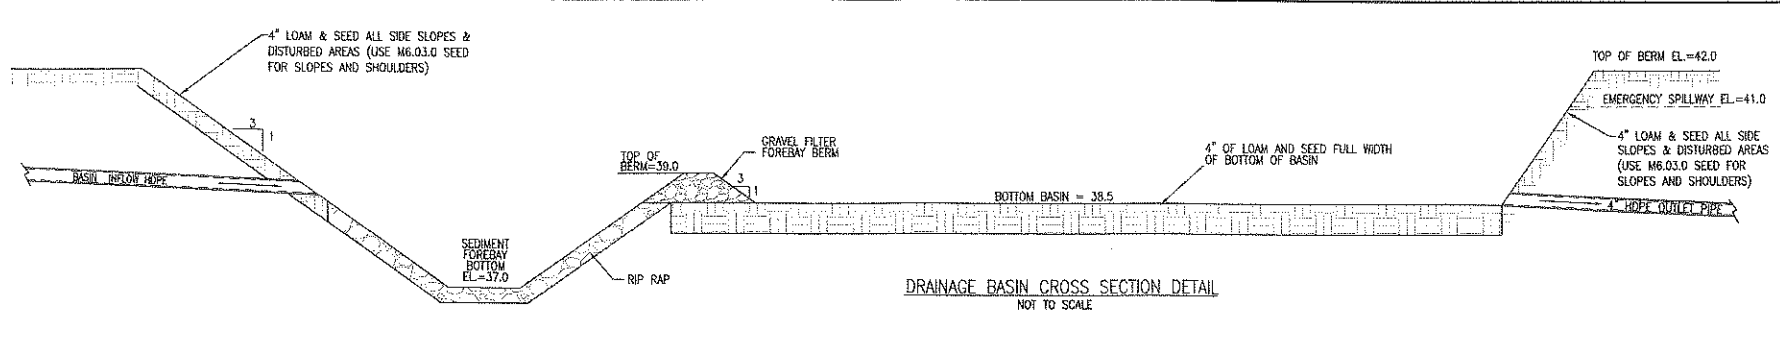 4" LOAM & SEED ALL SIDE SLOPES &
DISTURBED AREAS (USE M6.03.0 SEED
FOR SLOPES AND SHOULDERS)
3
1
BASIN INFLOW HDPE
SEDIMENT
FOREBAY
BOTTOM
EL.=37.0
RIP RAP
TOP OF
BERM=39.0
GRAVEL FILTER
FOREBAY BERM
3
1
BOTTOM BASIN = 38.5
4" OF LOAM AND SEED FULL WIDTH
OF BOTTOM OF BASIN
TOP OF BERM EL.=42.0
EMERGENCY SPILLWAY EL.=41.0
4" LOAM & SEED ALL SIDE
SLOPES & DISTURBED AREAS
(USE M6.03.0 SEED FOR
SLOPES AND SHOULDERS)
4" HDPE OUTLET PIPE
DRAINAGE BASIN CROSS SECTION DETAIL
NOT TO SCALE